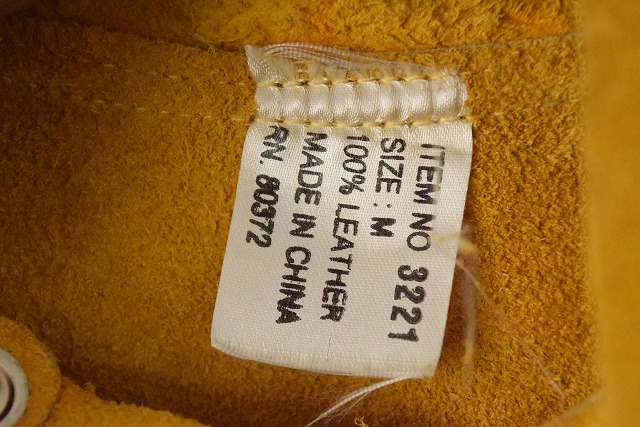 ITEM NO 3221
SIZE : M
100% LEATHER
MADE IN CHINA
RN. 80372